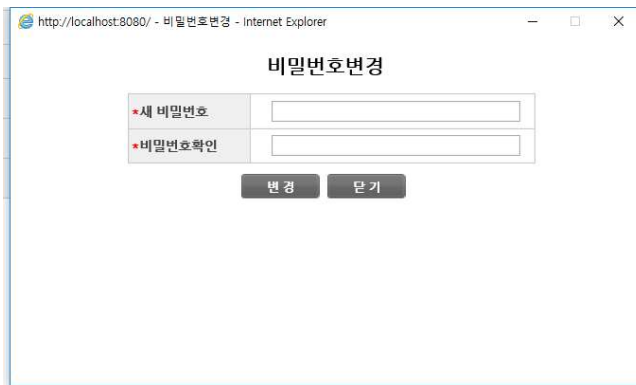 http://localhost:8080/ - 비밀번호변경 - Internet Explorer
비밀번호변경
*새 비밀번호
*비밀번호확인
변 경 닫 기